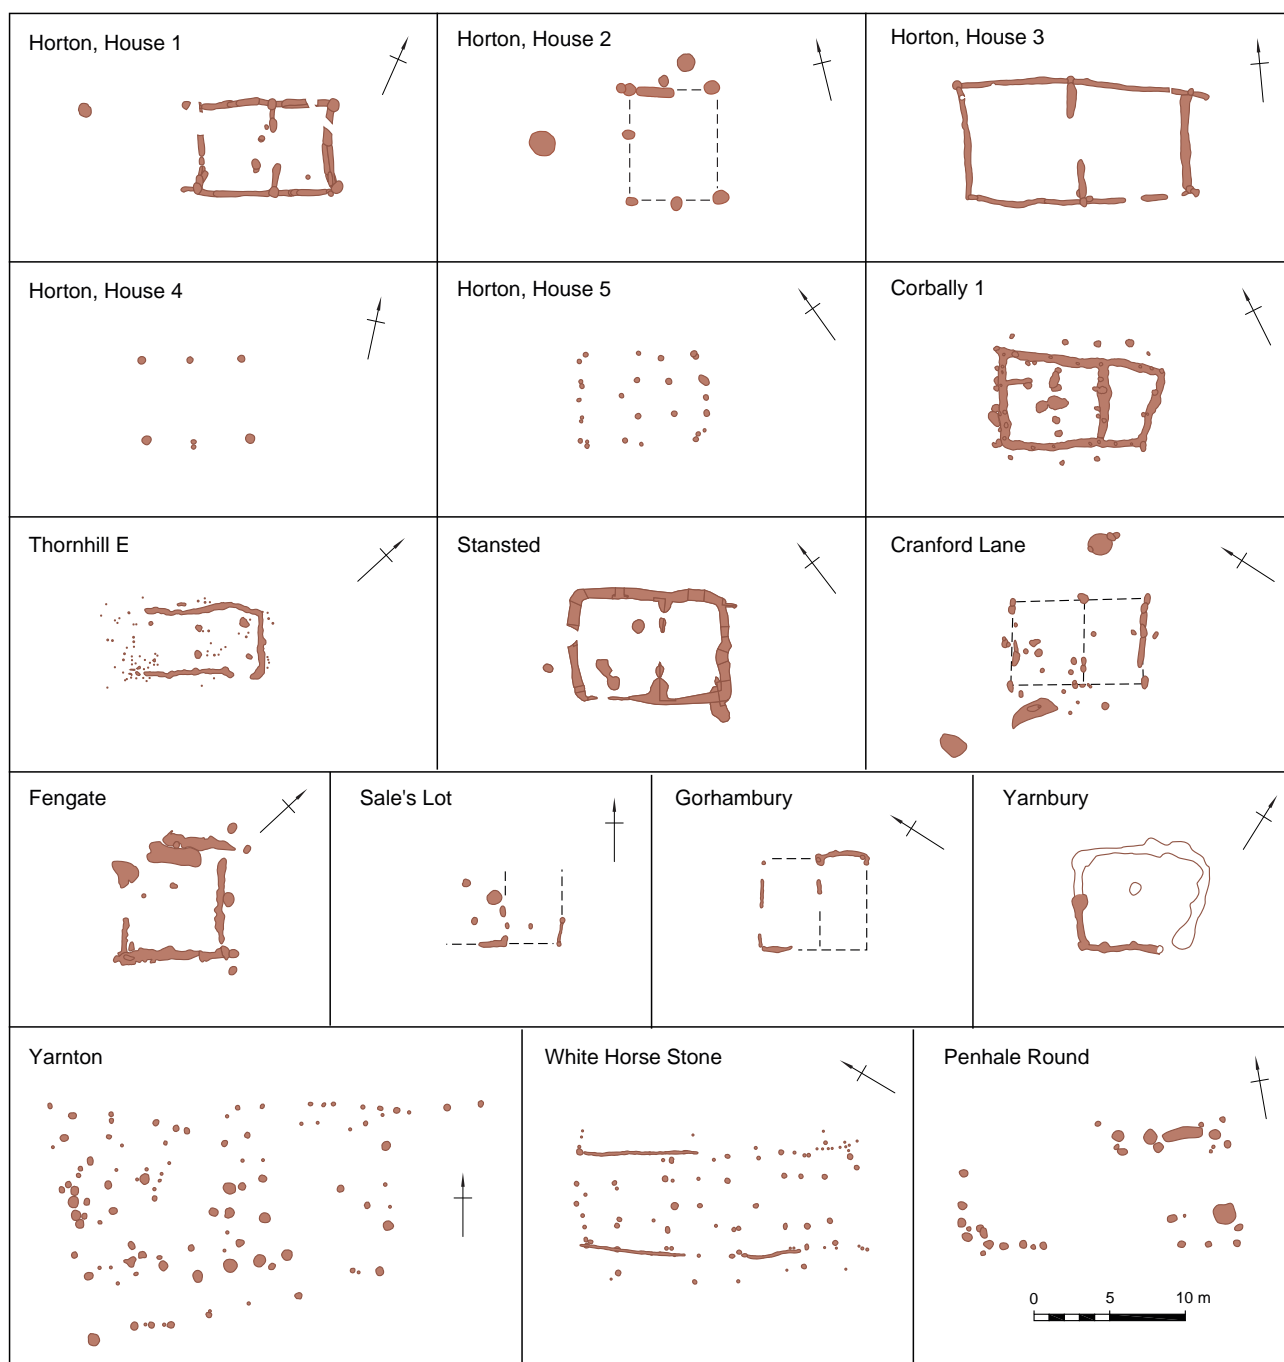 Horton, House 1
Horton, House 2
Horton, House 3
Horton, House 4
Horton, House 5
Corbally 1
Thornhill E
Stansted
Cranford Lane
Fengate
Sale's Lot
Gorhambury
Yarnbury
Yarnton
White Horse Stone
Penhale Round
0 5 10 m